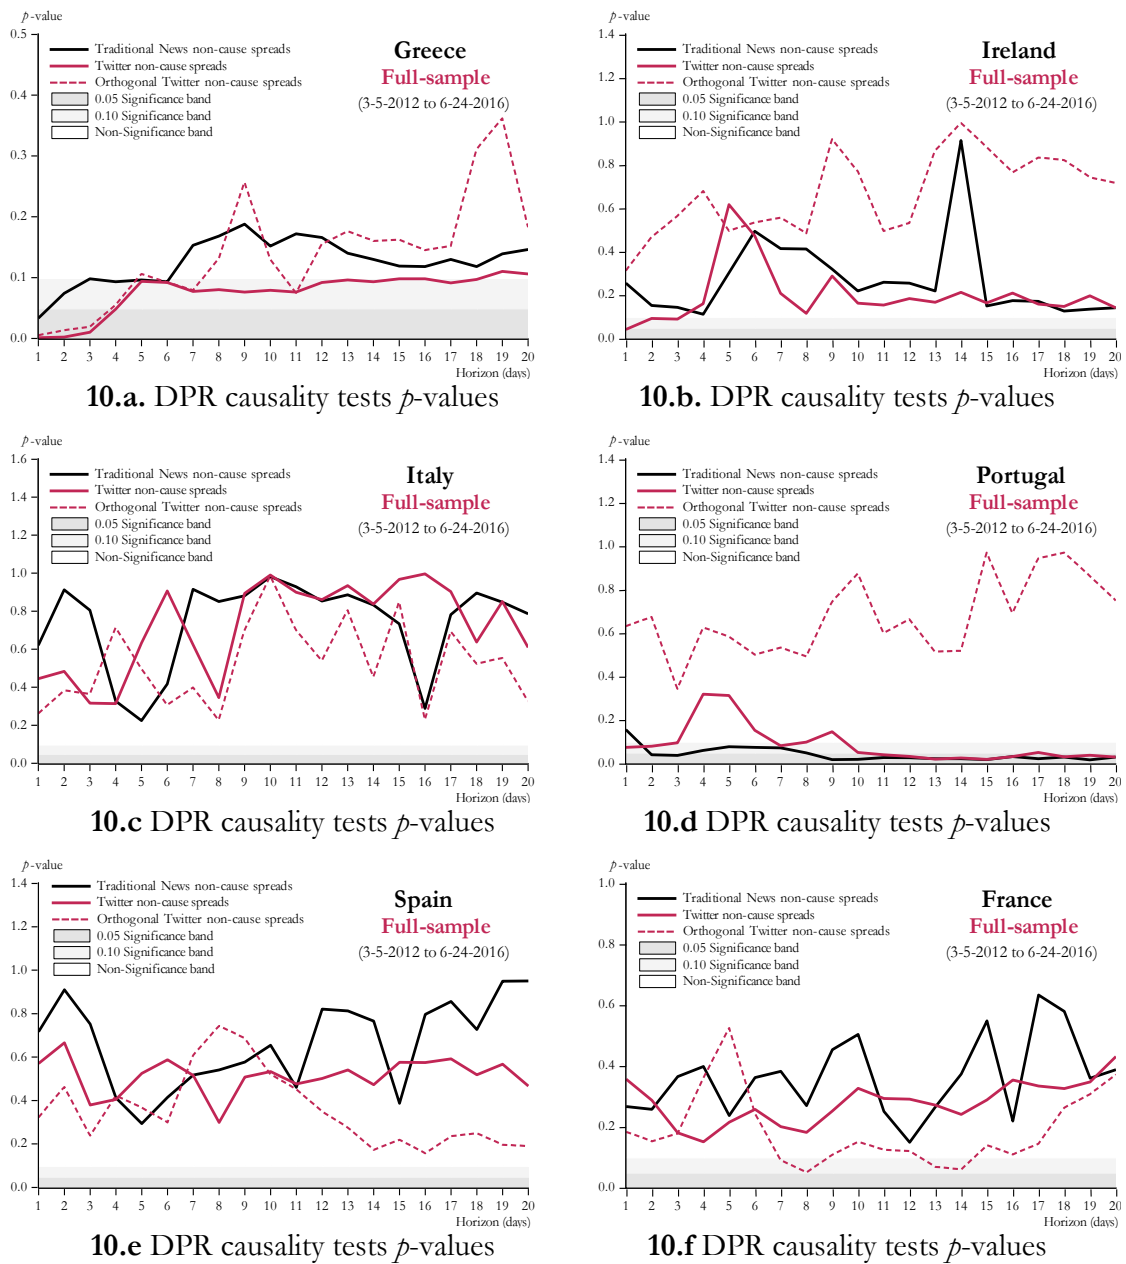 p-value
0.5
0.4
0.3
0.2
0.1
0.0
Traditional News non-cause spreads
Twitter non-cause spreads
Orthogonal Twitter non-cause spreads
0.05 Significance band
0.10 Significance band
Non-Significance band
Greece
Full-sample
(3-5-2012 to 6-24-2016)
1 2 3 4 5 6 7 8 9 10 11 12 13 14 15 16 17 18 19 20
Horizon (days)
10.a. DPR causality tests p-values
p-value
1.4
1.2
1.0
0.8
0.6
0.4
0.2
0.0
Traditional News non-cause spreads
Twitter non-cause spreads
Orthogonal Twitter non-cause spreads
0.05 Significance band
0.10 Significance band
Non-Significance band
Ireland
Full-sample
(3-5-2012 to 6-24-2016)
1 2 3 4 5 6 7 8 9 10 11 12 13 14 15 16 17 18 19 20
Horizon (days)
10.b. DPR causality tests p-values
p-value
1.6
1.4
1.2
1.0
0.8
0.6
0.4
0.2
0.0
Traditional News non-cause spreads
Twitter non-cause spreads
Orthogonal Twitter non-cause spreads
0.05 Significance band
0.10 Significance band
Non-Significance band
Italy
Full-sample
(3-5-2012 to 6-24-2016)
1 2 3 4 5 6 7 8 9 10 11 12 13 14 15 16 17 18 19 20
Horizon (days)
10.c DPR causality tests p-values
p-value
1.4
1.2
1.0
0.8
0.6
0.4
0.2
0.0
Traditional News non-cause spreads
Twitter non-cause spreads
Orthogonal Twitter non-cause spreads
0.05 Significance band
0.10 Significance band
Non-Significance band
Portugal
Full-sample
(3-5-2012 to 6-24-2016)
1 2 3 4 5 6 7 8 9 10 11 12 13 14 15 16 17 18 19 20
Horizon (days)
10.d DPR causality tests p-values
p-value
1.4
1.2
1.0
0.8
0.6
0.4
0.2
0.0
Traditional News non-cause spreads
Twitter non-cause spreads
Orthogonal Twitter non-cause spreads
0.05 Significance band
0.10 Significance band
Non-Significance band
Spain
Full-sample
(3-5-2012 to 6-24-2016)
1 2 3 4 5 6 7 8 9 10 11 12 13 14 15 16 17 18 19 20
Horizon (days)
10.e DPR causality tests p-values
p-value
1.0
0.8
0.6
0.4
0.2
0.0
Traditional News non-cause spreads
Twitter non-cause spreads
Orthogonal Twitter non-cause spreads
0.05 Significance band
0.10 Significance band
Non-Significance band
France
Full-sample
(3-5-2012 to 6-24-2016)
1 2 3 4 5 6 7 8 9 10 11 12 13 14 15 16 17 18 19 20
Horizon (days)
10.f DPR causality tests p-values